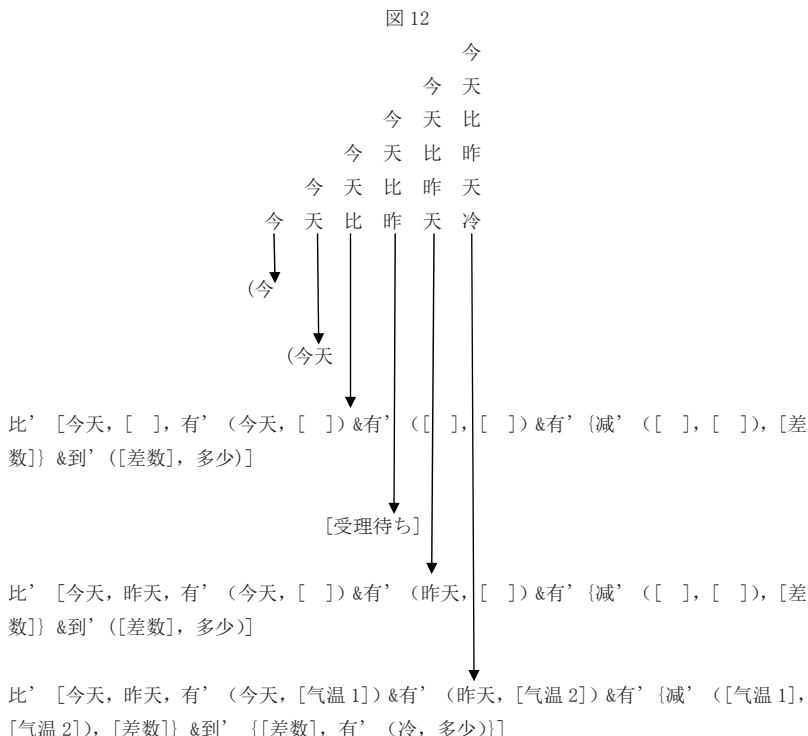 図 12
今
今 天
今 天 比
今 天 比 昨
今 天 比 昨 天
今 天 比 昨 天 冷
(今
(今天
比’[今天，[ ]，有’（今天，[ ]）&有’（[ ]，[ ]）&有’{减’（[ ]，[ ]），[差
数]} &到’([差数]，多少)]
[受理待ち]
比’[今天，昨天，有’（今天，[ ]）&有’（昨天，[ ]）&有’{减’（[ ]，[ ]），[差
数]} &到’([差数]，多少)]
比’[今天，昨天，有’（今天，[气温 1]）&有’（昨天，[气温 2]）&有’{减’（[气温 1]，
[气温 2]），[差数]} &到’{[差数]，有’（冷，多少)}]